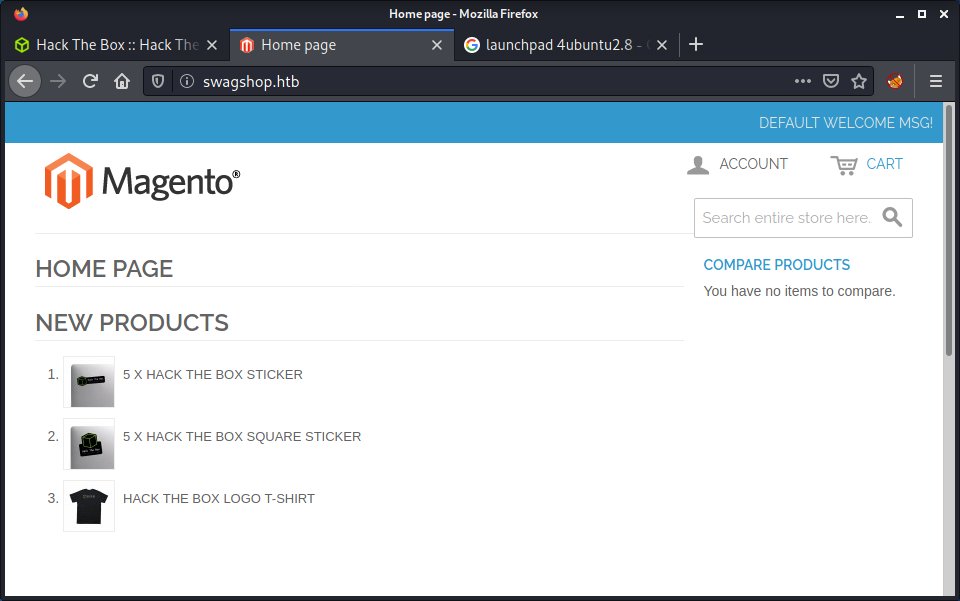 Home page - Mozilla Firefox
Hack The Box :: Hack The
Home page
launchpad 4ubuntu2.8 -
swagshop.htb
DEFAULT WELCOME MSG!
Magento®
ACCOUNT
CART
Search entire store here.
HOME PAGE
COMPARE PRODUCTS
You have no items to compare.
NEW PRODUCTS
1. 5 X HACK THE BOX STICKER
2. 5 X HACK THE BOX SQUARE STICKER
3. HACK THE BOX LOGO T-SHIRT